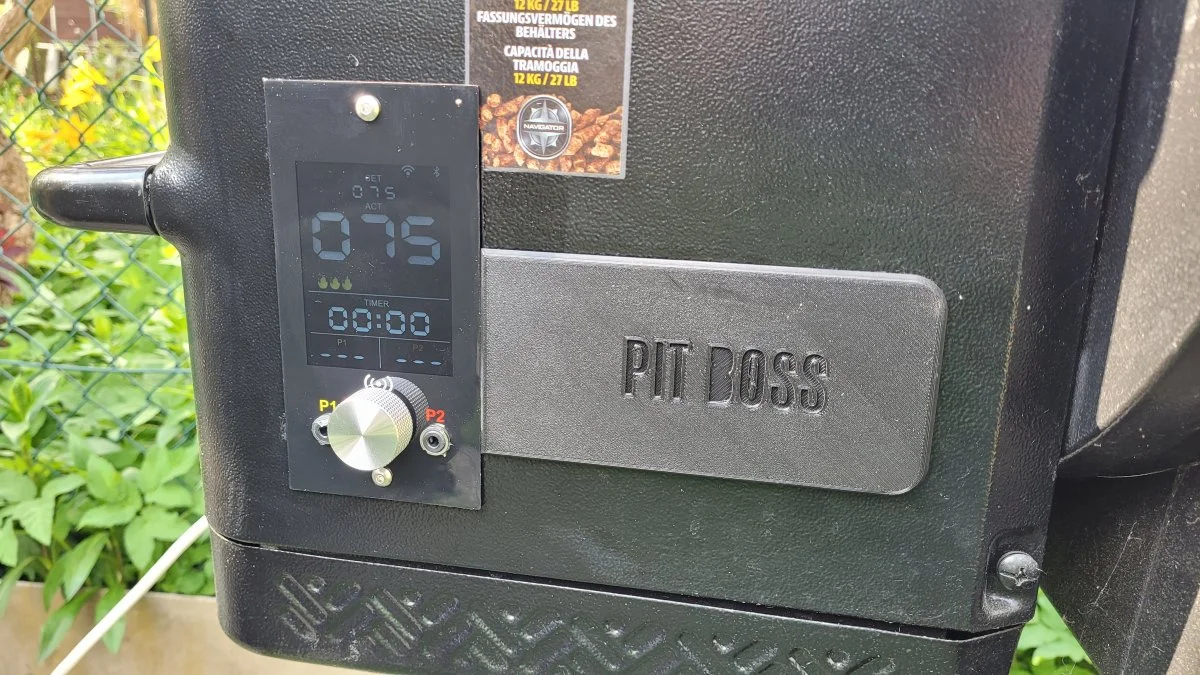 12 KG / 27 LB
FASSUNGSVERMÖGEN DES
BEHÄLTERS
CAPACITÀ DELLA
TRAMOGGIA
12 KG / 27 LB
NAVIGATOR
SET
075
ACT
075
TIMER
00:00
P1 P2
--- ---
P1 P2
PIT BOSS